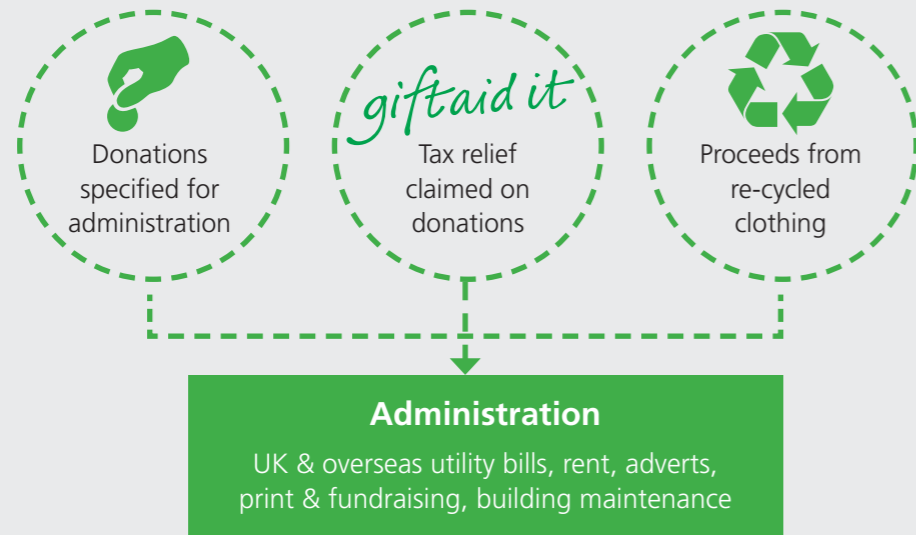 Donations
specified for
administration
giftaid it
Tax relief
claimed on
donations
Proceeds from
re-cycled
clothing
Administration
UK & overseas utility bills, rent, adverts,
print & fundraising, building maintenance